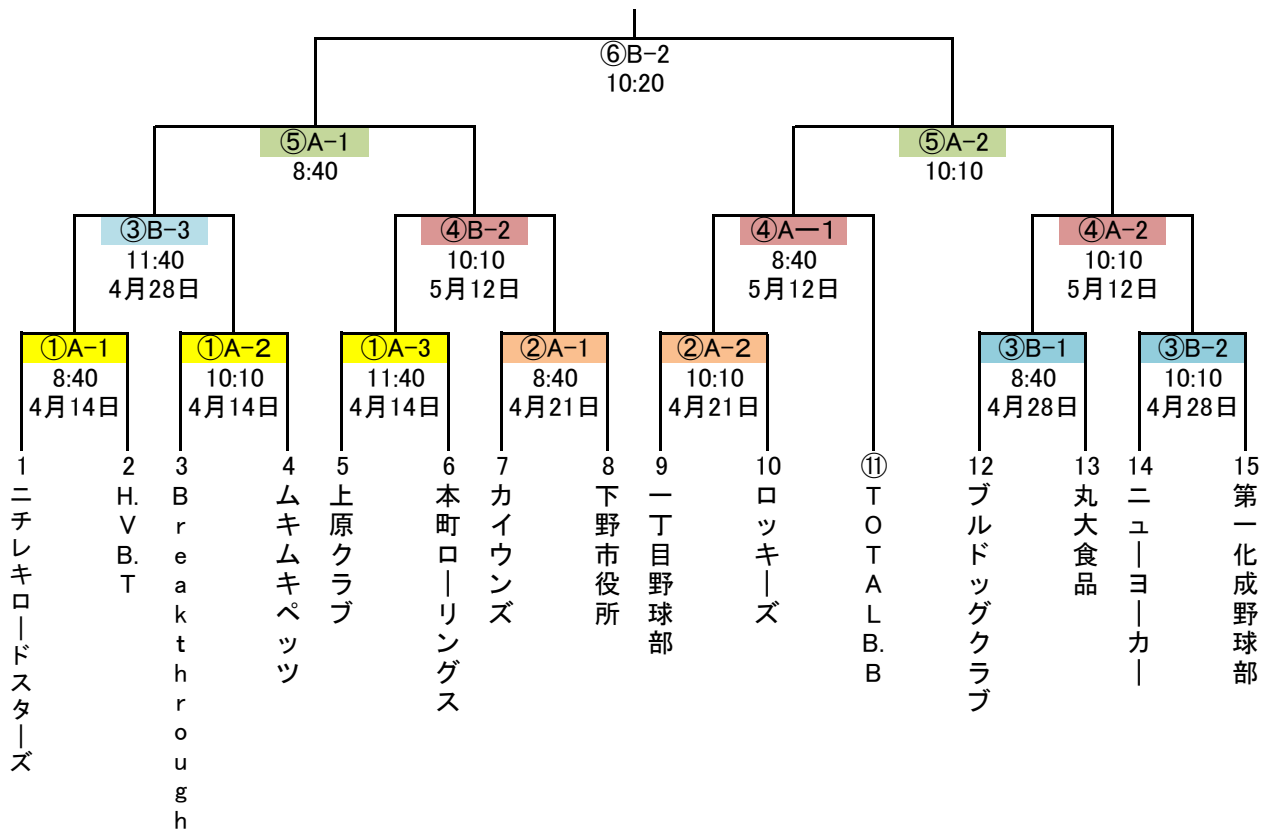 ⑥B-2
10:20
⑤A-1
8:40
⑤A-2
10:10
③B-3
11:40
4月28日
④B-2
10:10
5月12日
④Aー1
8:40
5月12日
④A-2
10:10
5月12日
①A-1
8:40
4月14日
①A-2
10:10
4月14日
①A-3
11:40
4月14日
②A-1
8:40
4月21日
②A-2
10:10
4月21日
③B-1
8:40
4月28日
③B-2
10:10
4月28日
1
ニチレキロードスターズ
2
H.VB.T
3
Breakthrough
4
ムキムキペッツ
5
上原クラブ
6
本町ローリングス
7
カイウンズ
8
下野市役所
9
一丁目野球部
10
ロッキーズ
⑪
TOTALB.B
12
ブルドッグクラブ
13
丸大食品
14
ニューヨーカー
15
第一化成野球部